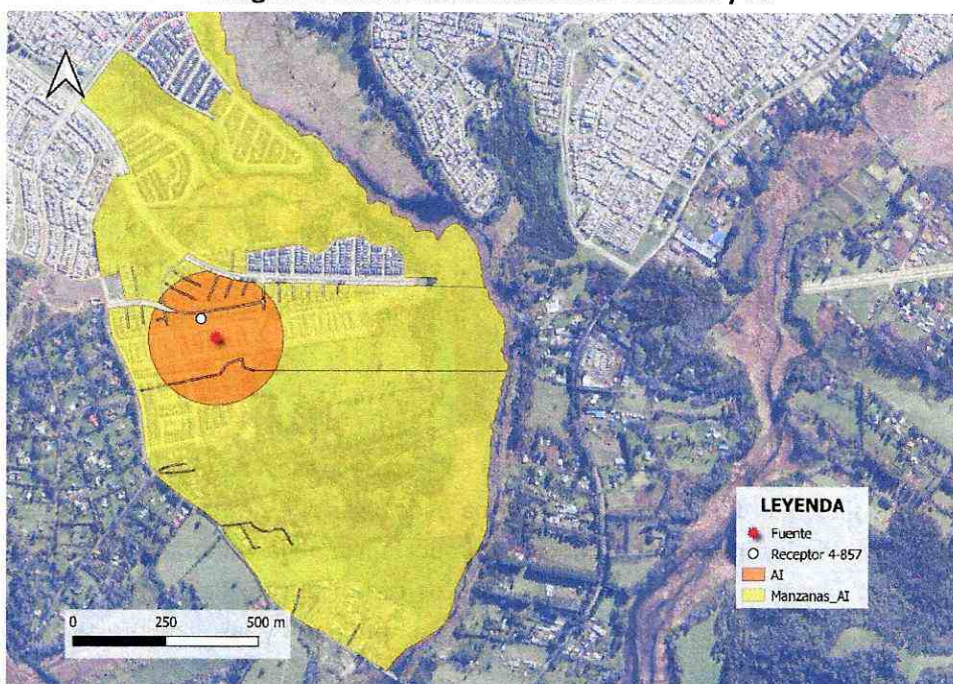 LEYENDA
Fuente
Receptor 4-857
AI
Manzanas_AI
0 250 500 m